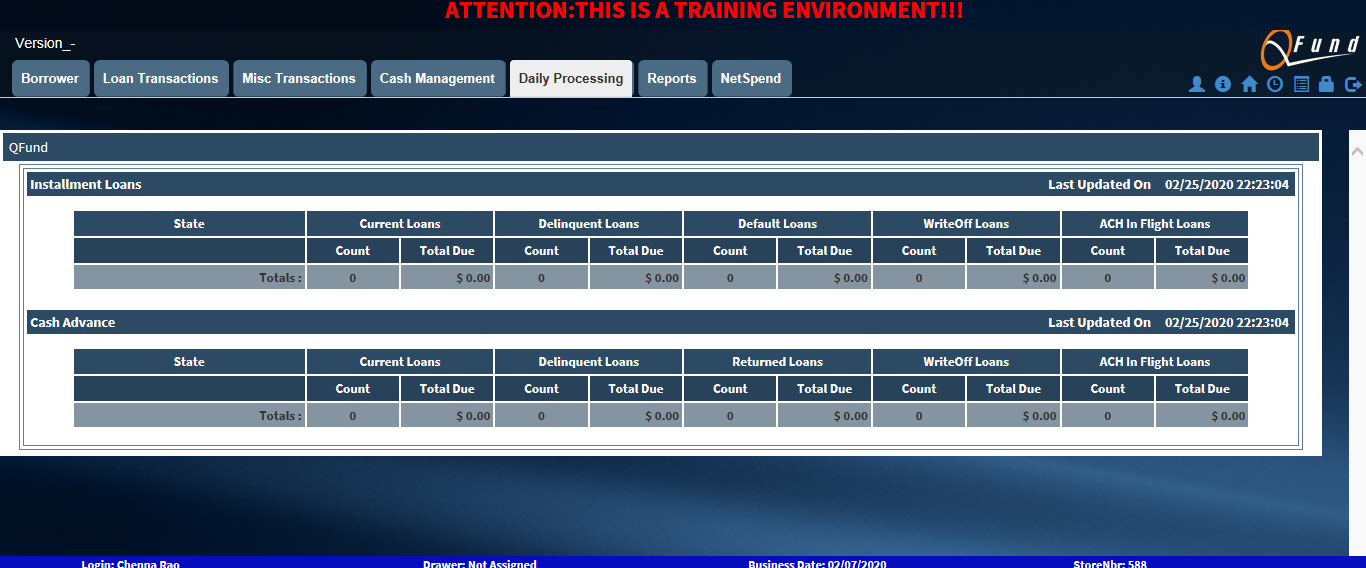 ATTENTION:THIS IS A TRAINING ENVIRONMENT!!!
Version_-
QFund
Borrower Loan Transactions Misc Transactions Cash Management Daily Processing Reports NetSpend
QFund
Installment Loans Last Updated On 02/25/2020 22:23:04
State Current Loans Delinquent Loans Default Loans WriteOff Loans ACH In Flight Loans
Count Total Due Count Total Due Count Total Due Count Total Due Count Total Due
Totals : 0 $ 0.00 0 $ 0.00 0 $ 0.00 0 $ 0.00 0 $ 0.00
Cash Advance Last Updated On 02/25/2020 22:23:04
State Current Loans Delinquent Loans Returned Loans WriteOff Loans ACH In Flight Loans
Count Total Due Count Total Due Count Total Due Count Total Due Count Total Due
Totals : 0 $ 0.00 0 $ 0.00 0 $ 0.00 0 $ 0.00 0 $ 0.00
Login: Chenna Rao Drawer: Not Assigned Business Date: 02/07/2020 StoreNbr: 588